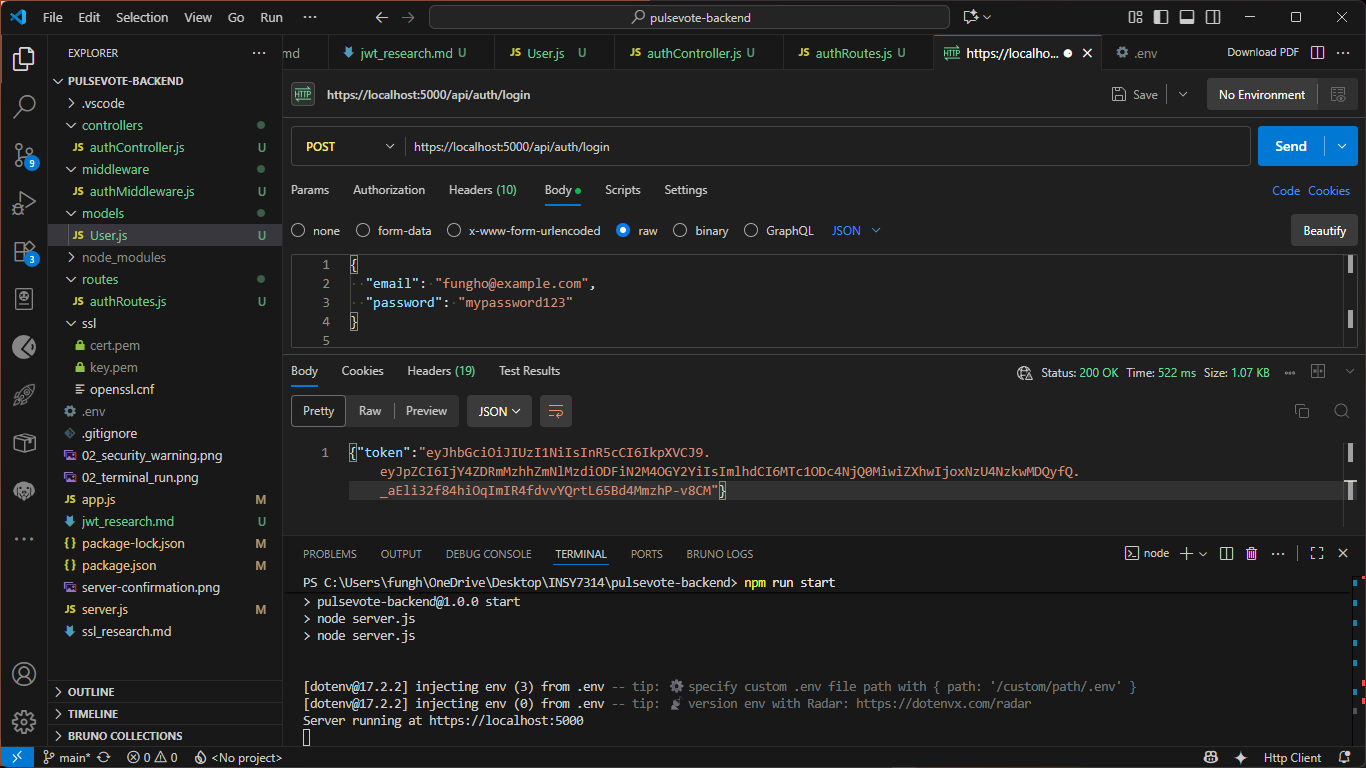 File Edit Selection View Go Run ··· pulsevote-backend
EXPLORER ···
PULSEVOTE-BACKEND
.vscode
controllers
JS authController.js U
middleware
JS authMiddleware.js U
models
JS User.js U
node_modules
routes
JS authRoutes.js U
ssl
cert.pem
key.pem
openssl.cnf
.env
.gitignore
02_security_warning.png
02_terminal_run.png
JS app.js M
jwt_research.md U
{} package-lock.json M
{} package.json M
server-confirmation.png
JS server.js M
ssl_research.md
OUTLINE
TIMELINE
BRUNO COLLECTIONS
9
3
md jwt_research.md U JS User.js U JS authController.js U JS authRoutes.js U HTTP https://localho... .env Download PDF ···
HTTP https://localhost:5000/api/auth/login Save No Environment
POST https://localhost:5000/api/auth/login Send
Params Authorization Headers (10) Body Scripts Settings Code Cookies
none form-data x-www-form-urlencoded raw binary GraphQL JSON Beautify
1 {
2 "email": "fungho@example.com",
3 "password": "mypassword123"
4 }
5
Body Cookies Headers (19) Test Results Status: 200 OK Time: 522 ms Size: 1.07 KB ···
Pretty Raw Preview JSON
1 {"token":"eyJhbGciOiJIUzI1NiIsInR5cCI6IkpXVCJ9.
eyJpZCI6IjY4ZDRmMzhhZmNlMzdiODFiN2M4OGY2YiIsImlhdCI6MTc1ODc4NjQ0MiwiZXhwIjoxNzU4NzkwMDQyfQ.
_aEli32f84hiOqImIR4fdvvYQrtL65Bd4MmzhP-v8CM"}
PROBLEMS OUTPUT DEBUG CONSOLE TERMINAL PORTS BRUNO LOGS node ···
PS C:\Users\fungh\OneDrive\Desktop\INSY7314\pulsevote-backend> npm run start
> pulsevote-backend@1.0.0 start
> node server.js
> node server.js
[dotenv@17.2.2] injecting env (3) from .env -- tip: ⚙️ specify custom .env file path with { path: '/custom/path/.env' }
[dotenv@17.2.2] injecting env (0) from .env -- tip: 📡 version env with Radar: https://dotenvx.com/radar
Server running at https://localhost:5000
main* 0 0 <No project> Http Client